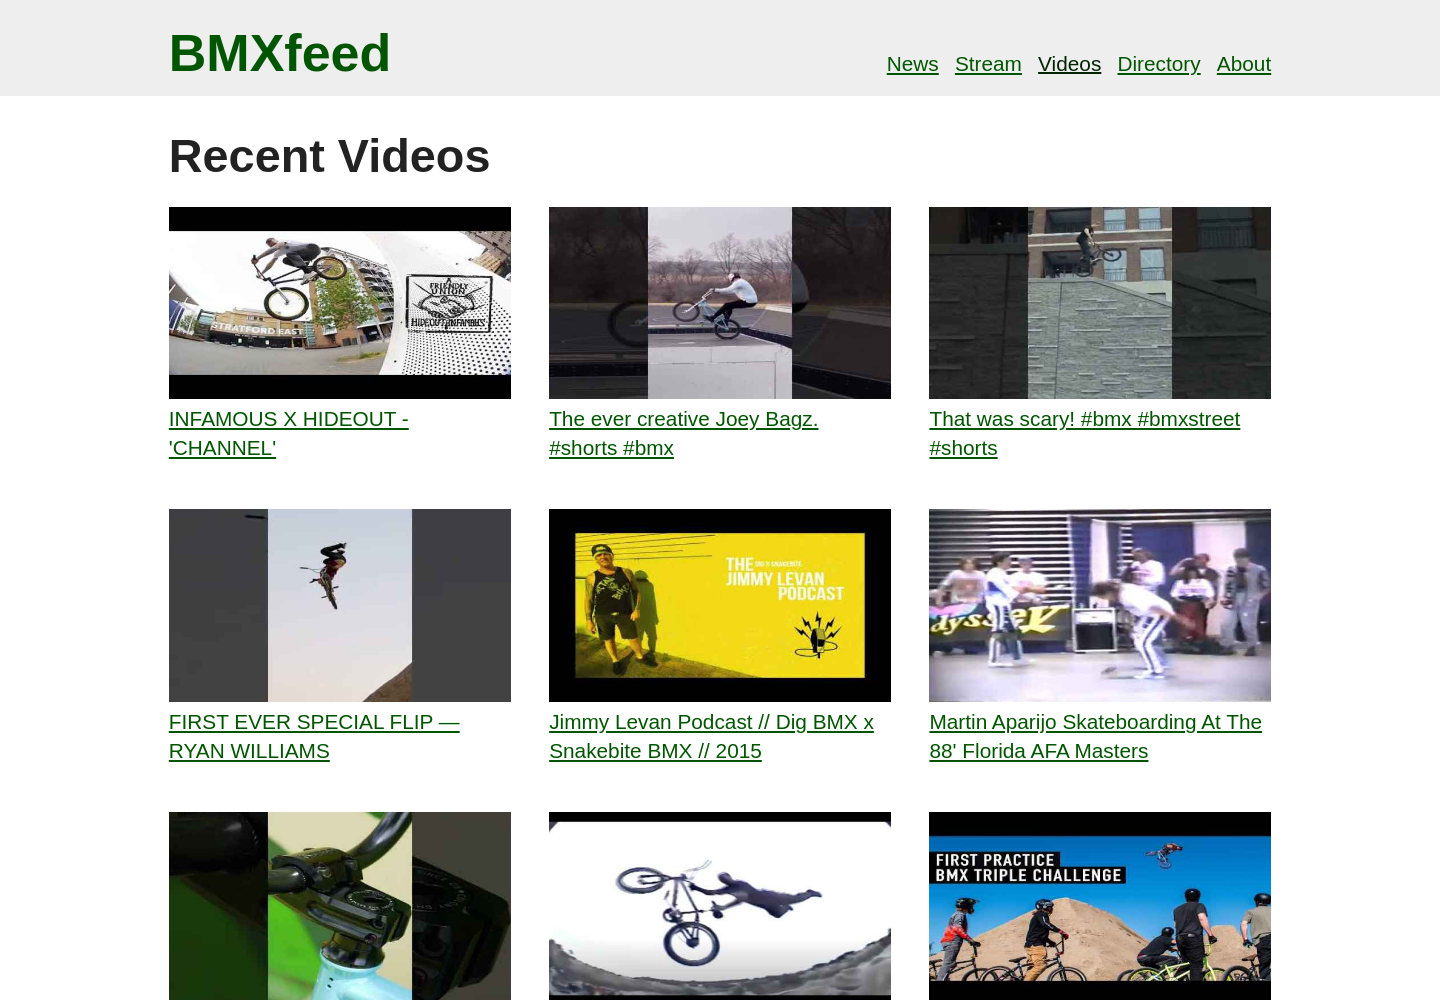 BMXfeed
News Stream Videos Directory About
Recent Videos
A
FRIENDLY
UNION
HIDEOUT INFAMOUS
STRATFORD EAST
INFAMOUS X HIDEOUT -
'CHANNEL'
The ever creative Joey Bagz.
#shorts #bmx
That was scary! #bmx #bmxstreet
#shorts
THE DIG X SNAKEBITE
JIMMY LEVAN
PODCAST
FIRST EVER SPECIAL FLIP —
RYAN WILLIAMS
Jimmy Levan Podcast // Dig BMX x
Snakebite BMX // 2015
Martin Aparijo Skateboarding At The
88' Florida AFA Masters
FIRST PRACTICE
BMX TRIPLE CHALLENGE